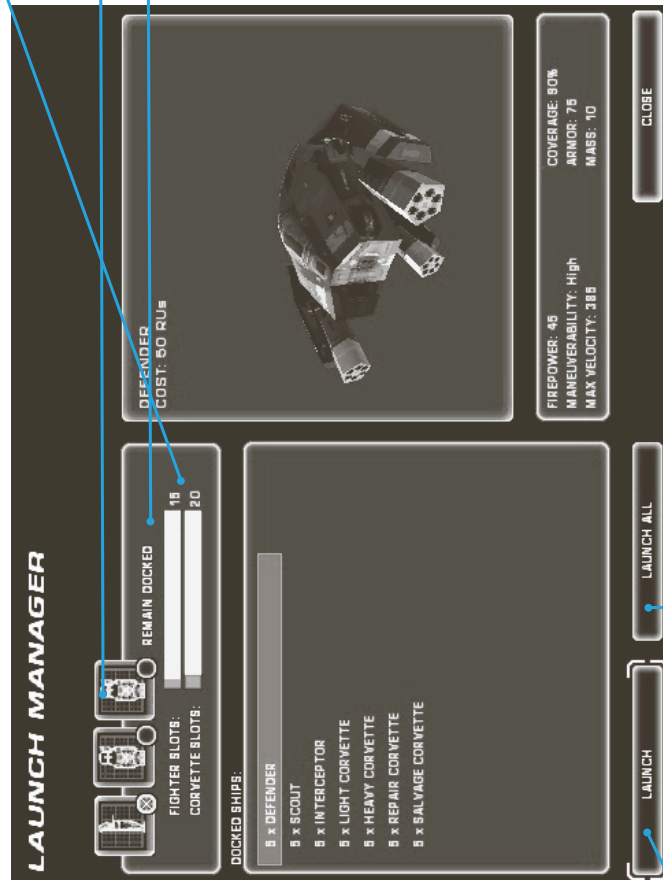 LAUNCH MANAGER
REMAIN DOCKED
FIGHTER SLOTS: 15
CORVETTE SLOTS: 20
DOCKED SHIPS:
5 x DEFENDER
5 x SCOUT
5 x INTERCEPTOR
5 x LIGHT CORVETTE
5 x HEAVY CORVETTE
5 x REPAIR CORVETTE
5 x SALVAGE CORVETTE
DEFENDER
COST: 50 RUs
FIREPOWER: 45 COVERAGE: 90%
MANEUVERABILITY: High ARMOR: 75
MAX VELOCITY: 385 MASS: 10
LAUNCH
LAUNCH ALL
CLOSE